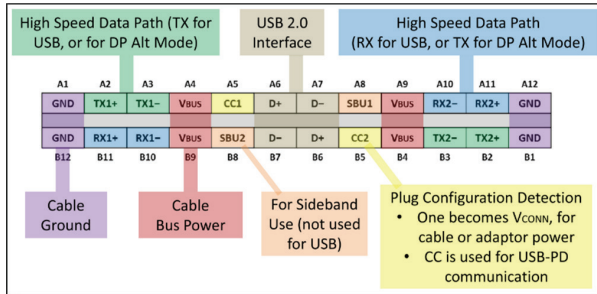 High Speed Data Path (TX for
USB, or for DP Alt Mode)
USB 2.0
Interface
High Speed Data Path
(RX for USB, or TX for DP Alt Mode)
A1 A2 A3 A4 A5 A6 A7 A8 A9 A10 A11 A12
GND TX1+ TX1− VBUS CC1 D+ D− SBU1 VBUS RX2− RX2+ GND
GND RX1+ RX1− VBUS SBU2 D− D+ CC2 VBUS TX2− TX2+ GND
B12 B11 B10 B9 B8 B7 B6 B5 B4 B3 B2 B1
Cable
Ground
Cable
Bus Power
For Sideband
Use (not used
for USB)
Plug Configuration Detection
• One becomes VCONN, for
cable or adaptor power
• CC is used for USB-PD
communication